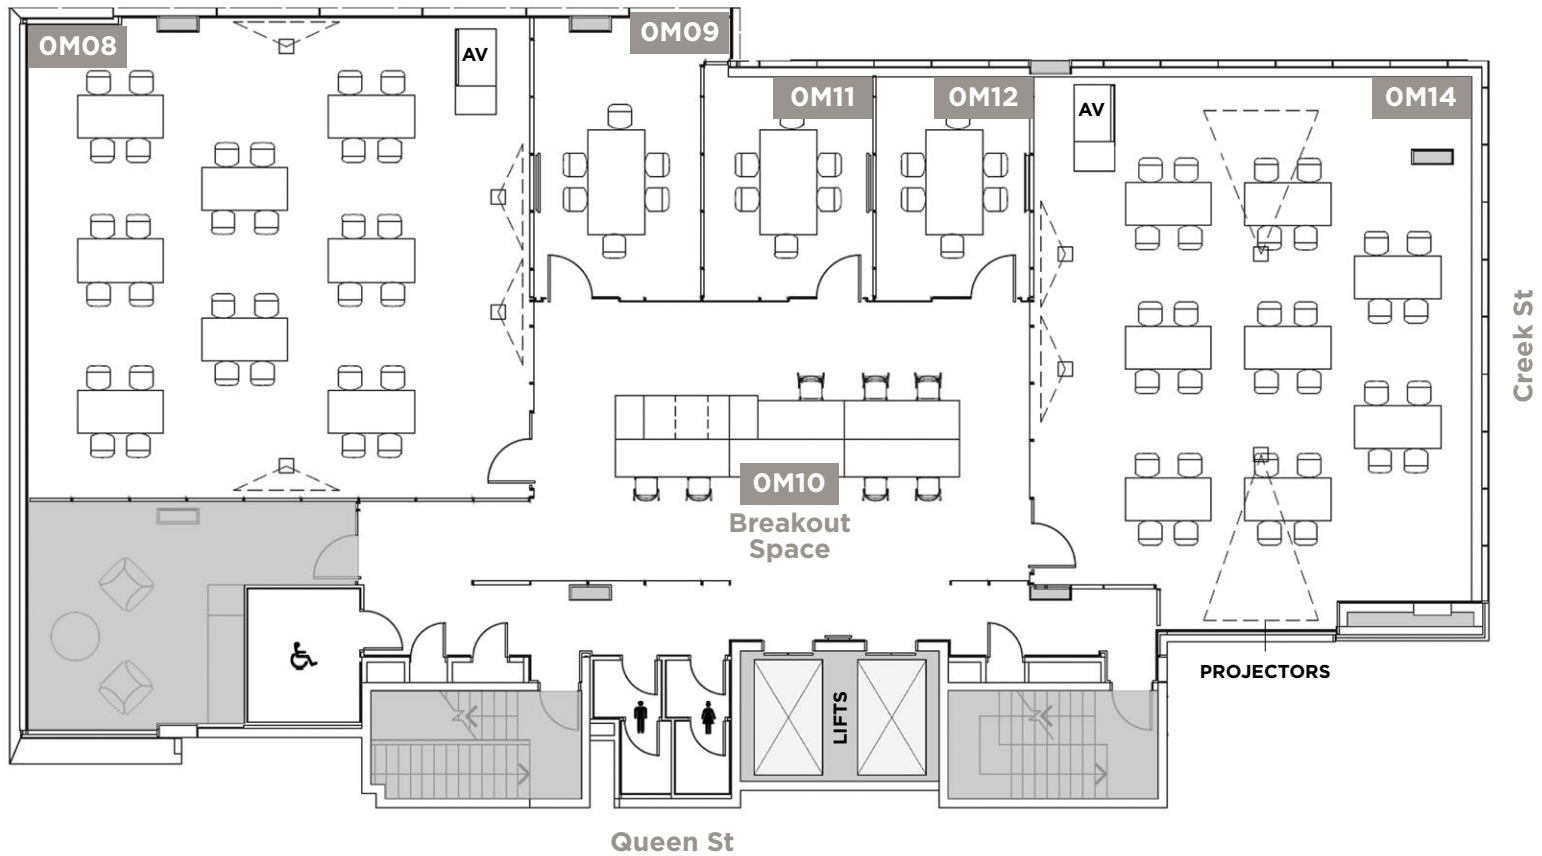 0M08
AV
0M09
0M11
0M12
AV
0M14
Creek St
0M10
Breakout
Space
PROJECTORS
LIFTS
Queen St